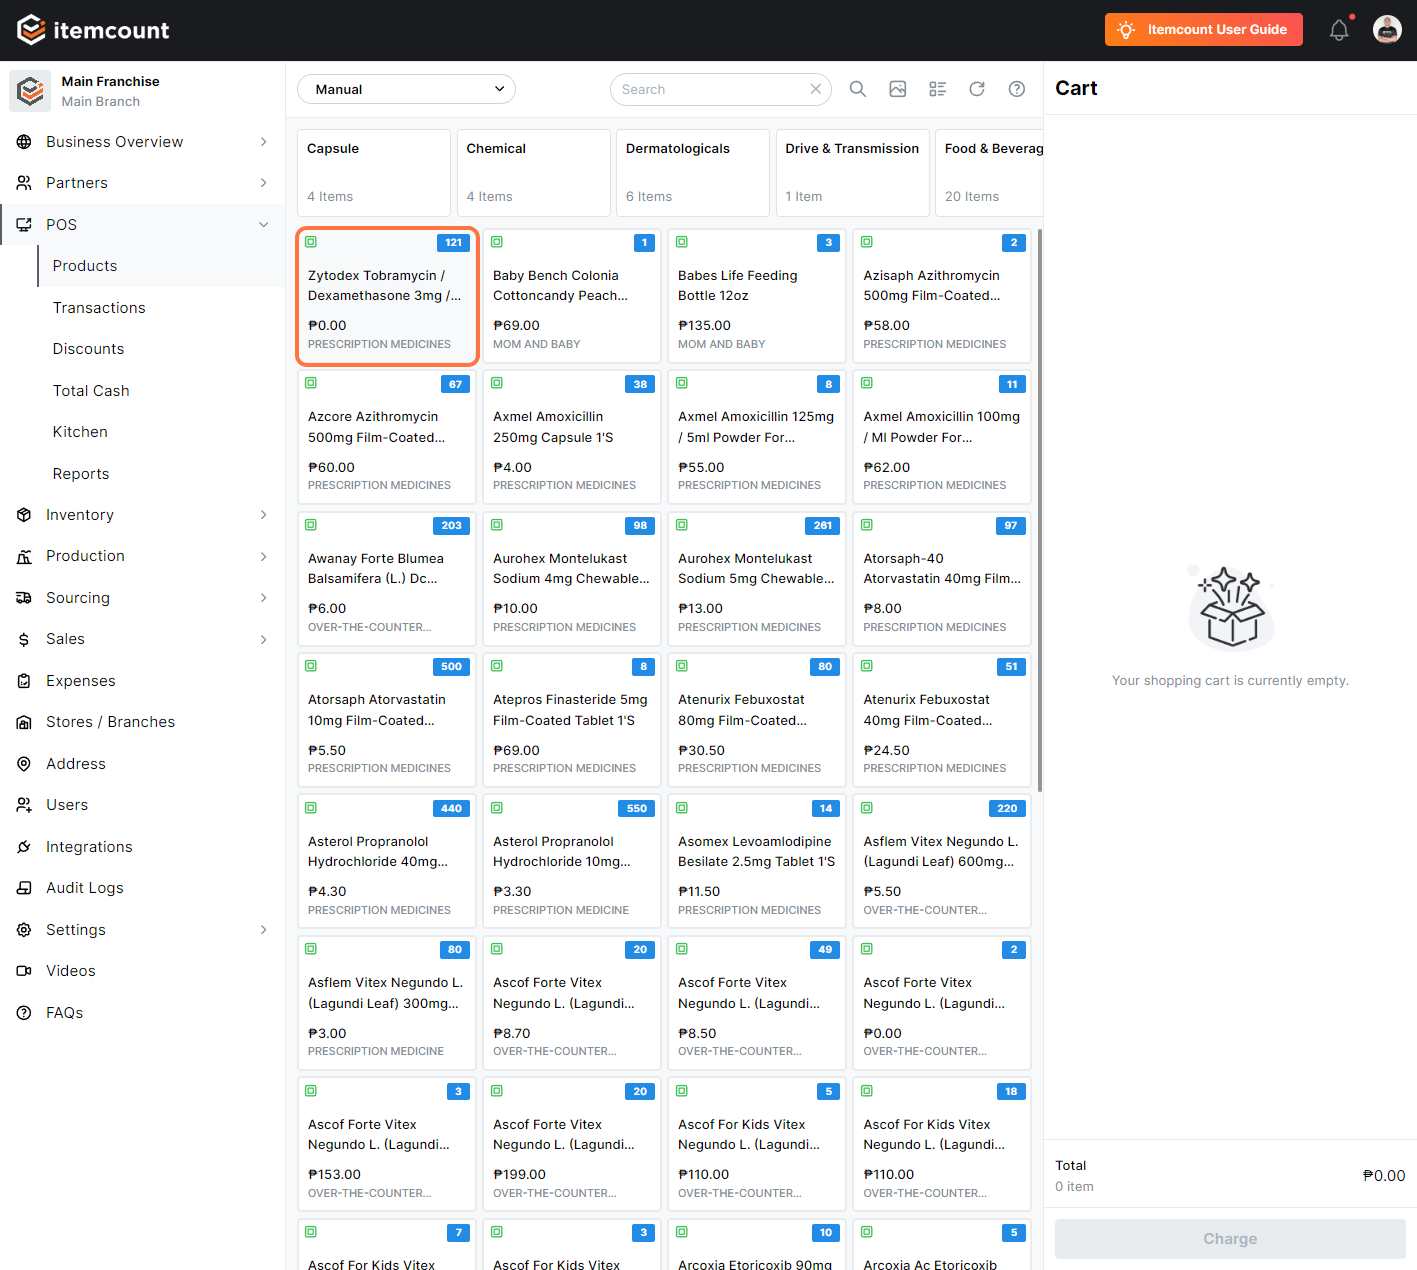 itemcount
Itemcount User Guide
Main Franchise
Main Branch
Business Overview
Partners
POS
Products
Transactions
Discounts
Total Cash
Kitchen
Reports
Inventory
Production
Sourcing
Sales
Expenses
Stores / Branches
Address
Users
Integrations
Audit Logs
Settings
Videos
FAQs
Manual
Search
Capsule
4 Items
Chemical
4 Items
Dermatologicals
6 Items
Drive & Transmission
1 Item
Food & Beverag
20 Items
121
Zytodex Tobramycin /
Dexamethasone 3mg /...
₱0.00
PRESCRIPTION MEDICINES
1
Baby Bench Colonia
Cottoncandy Peach...
₱69.00
MOM AND BABY
3
Babes Life Feeding
Bottle 12oz
₱135.00
MOM AND BABY
2
Azisaph Azithromycin
500mg Film-Coated...
₱58.00
PRESCRIPTION MEDICINES
67
Azcore Azithromycin
500mg Film-Coated...
₱60.00
PRESCRIPTION MEDICINES
38
Axmel Amoxicillin
250mg Capsule 1'S
₱4.00
PRESCRIPTION MEDICINES
8
Axmel Amoxicillin 125mg
/ 5ml Powder For...
₱55.00
PRESCRIPTION MEDICINES
11
Axmel Amoxicillin 100mg
/ Ml Powder For...
₱62.00
PRESCRIPTION MEDICINES
203
Awanay Forte Blumea
Balsamifera (L.) Dc...
₱6.00
OVER-THE-COUNTER...
98
Aurohex Montelukast
Sodium 4mg Chewable...
₱10.00
PRESCRIPTION MEDICINES
261
Aurohex Montelukast
Sodium 5mg Chewable...
₱13.00
PRESCRIPTION MEDICINES
97
Atorsaph-40
Atorvastatin 40mg Film...
₱8.00
PRESCRIPTION MEDICINES
500
Atorsaph Atorvastatin
10mg Film-Coated...
₱5.50
PRESCRIPTION MEDICINES
8
Atepros Finasteride 5mg
Film-Coated Tablet 1'S
₱69.00
PRESCRIPTION MEDICINES
80
Atenurix Febuxostat
80mg Film-Coated...
₱30.50
PRESCRIPTION MEDICINES
51
Atenurix Febuxostat
40mg Film-Coated...
₱24.50
PRESCRIPTION MEDICINES
440
Asterol Propranolol
Hydrochloride 40mg...
₱4.30
PRESCRIPTION MEDICINES
550
Asterol Propranolol
Hydrochloride 10mg...
₱3.30
PRESCRIPTION MEDICINE
14
Asomex Levoamlodipine
Besilate 2.5mg Tablet 1'S
₱11.50
PRESCRIPTION MEDICINES
220
Asflem Vitex Negundo L.
(Lagundi Leaf) 600mg...
₱5.50
OVER-THE-COUNTER...
80
Asflem Vitex Negundo L.
(Lagundi Leaf) 300mg...
₱3.00
PRESCRIPTION MEDICINE
20
Ascof Forte Vitex
Negundo L. (Lagundi...
₱8.70
OVER-THE-COUNTER...
49
Ascof Forte Vitex
Negundo L. (Lagundi...
₱8.50
OVER-THE-COUNTER...
2
Ascof Forte Vitex
Negundo L. (Lagundi...
₱0.00
OVER-THE-COUNTER...
3
Ascof Forte Vitex
Negundo L. (Lagundi...
₱153.00
OVER-THE-COUNTER...
20
Ascof Forte Vitex
Negundo L. (Lagundi...
₱199.00
OVER-THE-COUNTER...
5
Ascof For Kids Vitex
Negundo L. (Lagundi...
₱110.00
OVER-THE-COUNTER...
18
Ascof For Kids Vitex
Negundo L. (Lagundi...
₱110.00
OVER-THE-COUNTER...
7
Ascof For Kids Vitex
3
Ascof For Kids Vitex
10
Arcoxia Etoricoxib 90mg
5
Arcoxia Ac Etoricoxib
Cart
Your shopping cart is currently empty.
Total
0 item
₱0.00
Charge